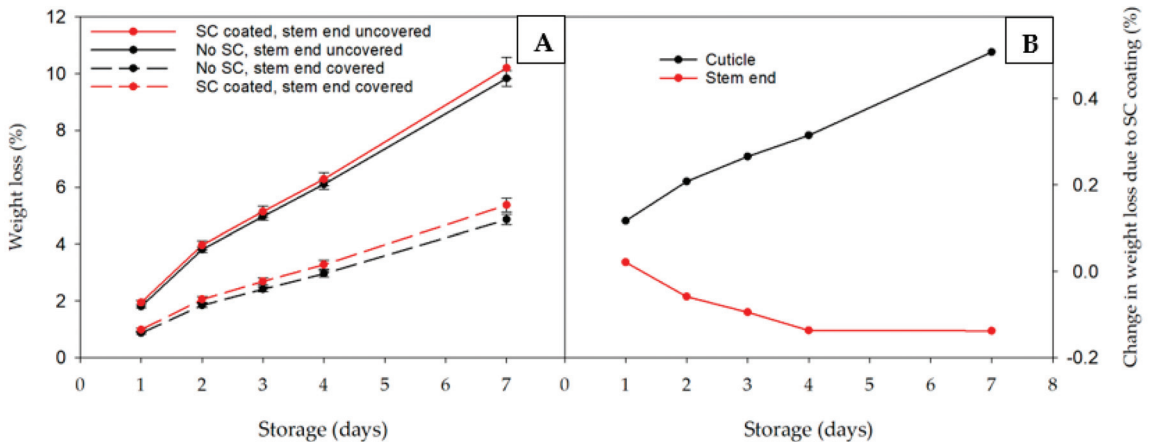 12
10
8
6
4
2
0
Weight loss (%)
SC coated, stem end uncovered
No SC, stem end uncovered
No SC, stem end covered
SC coated, stem end covered
A
0 1 2 3 4 5 6 7
Storage (days)
Cuticle
Stem end
B
0.4
0.2
0.0
-0.2
Change in weight loss due to SC coating (%)
0 1 2 3 4 5 6 7 8
Storage (days)